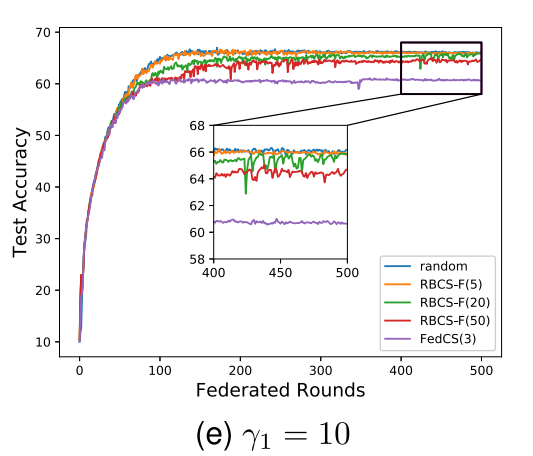 70
60
50
40
30
20
10
Test Accuracy
68
66
64
62
60
58
400
450
500
random
RBCS-F(5)
RBCS-F(20)
RBCS-F(50)
FedCS(3)
0
100
200
300
400
500
Federated Rounds
(e) γ₁ = 10